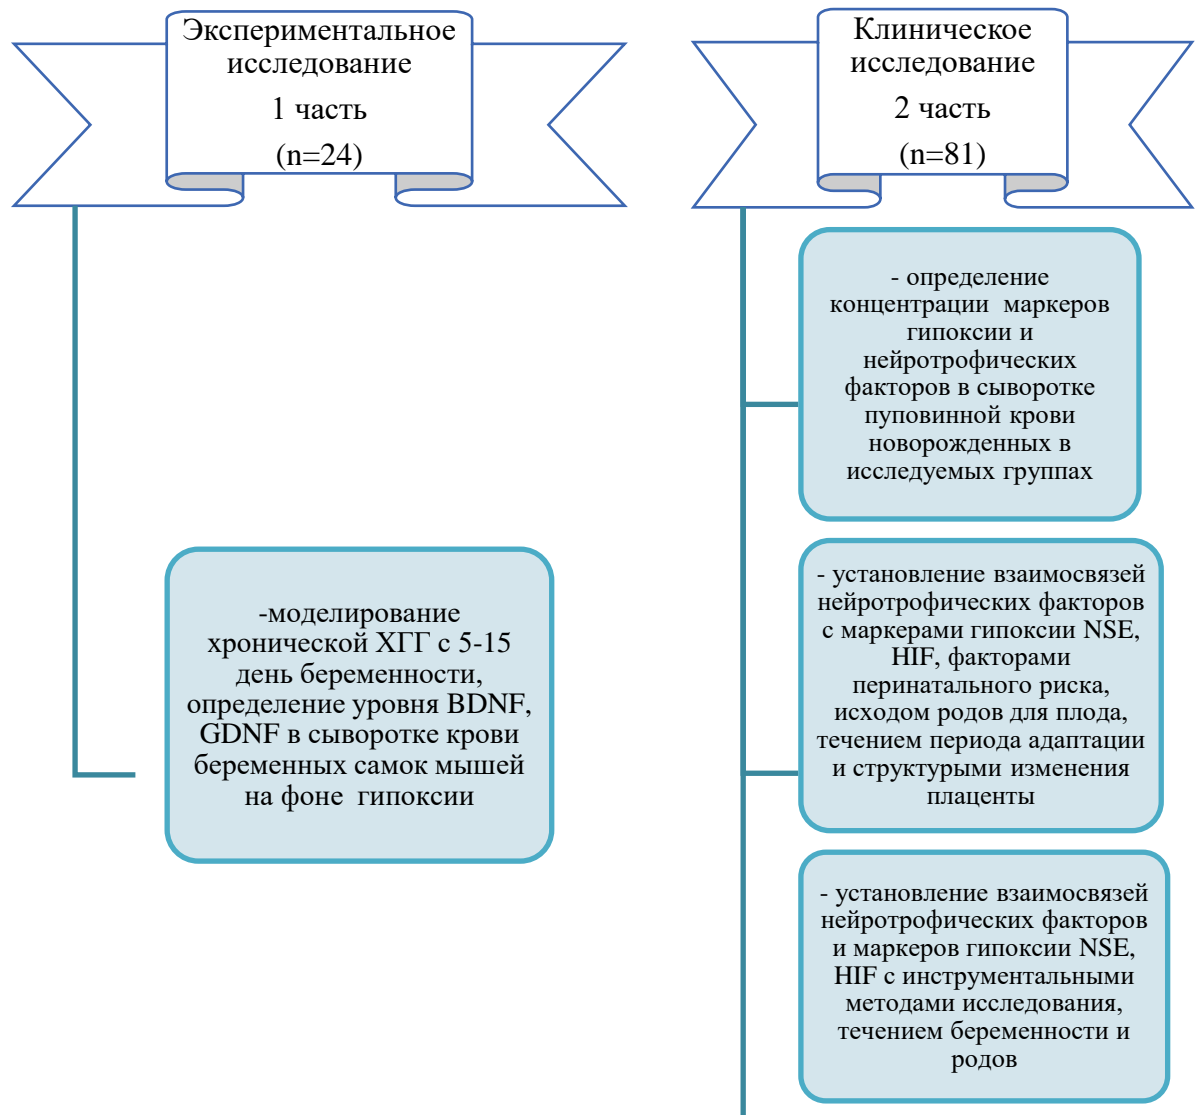 Экспериментальное
исследование
1 часть
(n=24)
-моделирование
хронической ХГГ с 5-15
день беременности,
определение уровня BDNF,
GDNF в сыворотке крови
беременных самок мышей
на фоне гипоксии
Клиническое
исследование
2 часть
(n=81)
- определение
концентрации маркеров
гипоксии и
нейротрофических
факторов в сыворотке
пуповинной крови
новорожденных в
исследуемых группах
- установление взаимосвязей
нейротрофических факторов
с маркерами гипоксии NSE,
HIF, факторами
перинатального риска,
исходом родов для плода,
течением периода адаптации
и структурыми изменения
плаценты
- установление взаимосвязей
нейротрофических факторов
и маркеров гипоксии NSE,
HIF с инструментальными
методами исследования,
течением беременности и
родов